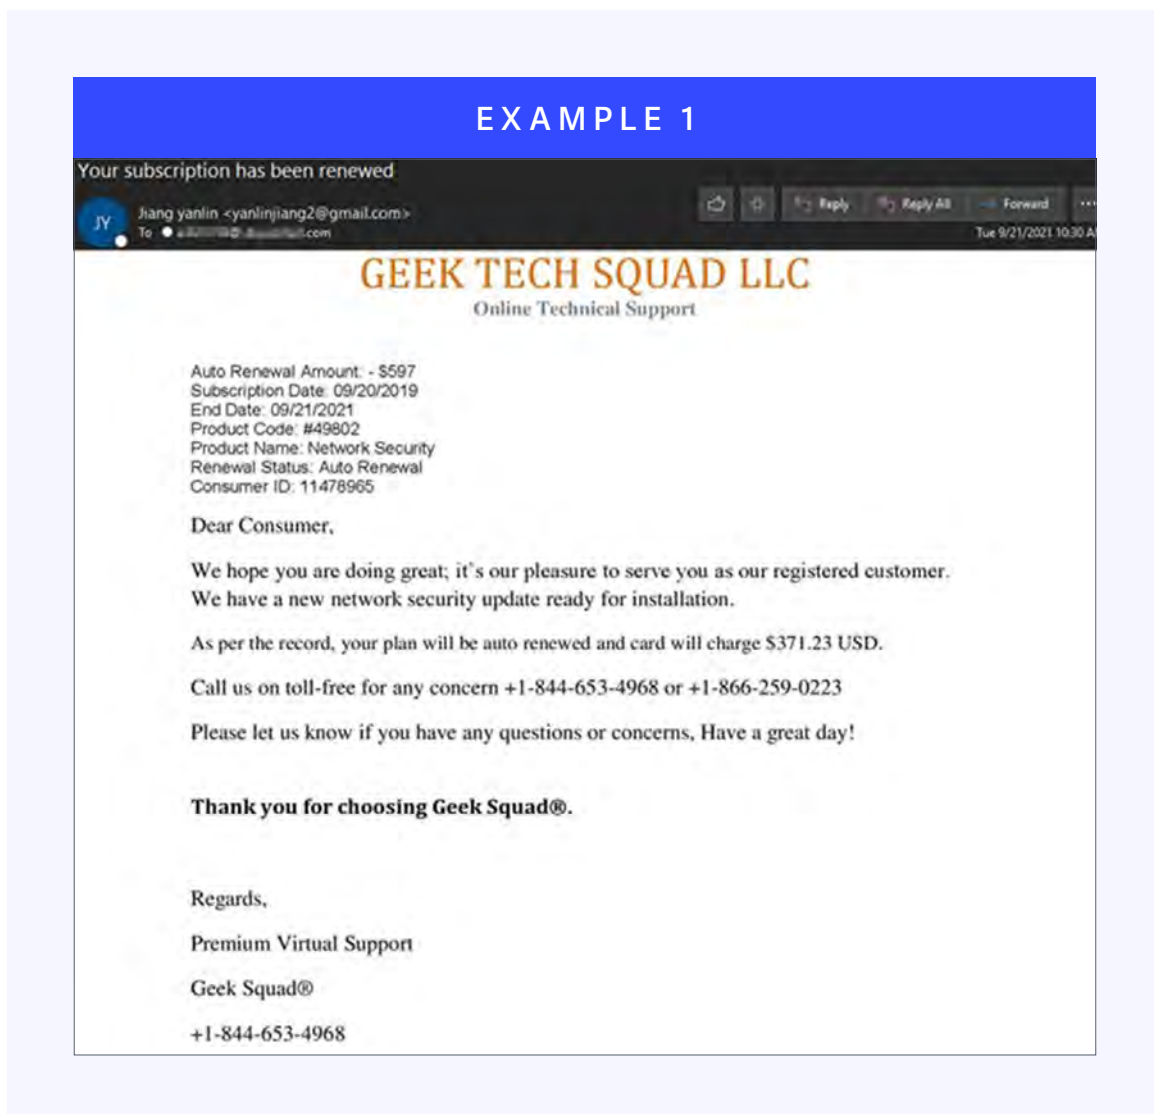 EXAMPLE 1
Your subscription has been renewed
JY
Jiang yanlin <yanlinjiang2@gmail.com>
Reply
Reply All
Forward
To
.com
Tue 9/21/2021 10:30 A
GEEK TECH SQUAD LLC
Online Technical Support
Auto Renewal Amount: - $597
Subscription Date: 09/20/2019
End Date: 09/21/2021
Product Code: #49802
Product Name: Network Security
Renewal Status: Auto Renewal
Consumer ID: 11478965
Dear Consumer,
We hope you are doing great; it's our pleasure to serve you as our registered customer.
We have a new network security update ready for installation.
As per the record, your plan will be auto renewed and card will charge $371.23 USD.
Call us on toll-free for any concern +1-844-653-4968 or +1-866-259-0223
Please let us know if you have any questions or concerns, Have a great day!
Thank you for choosing Geek Squad®.
Regards,
Premium Virtual Support
Geek Squad®
+1-844-653-4968